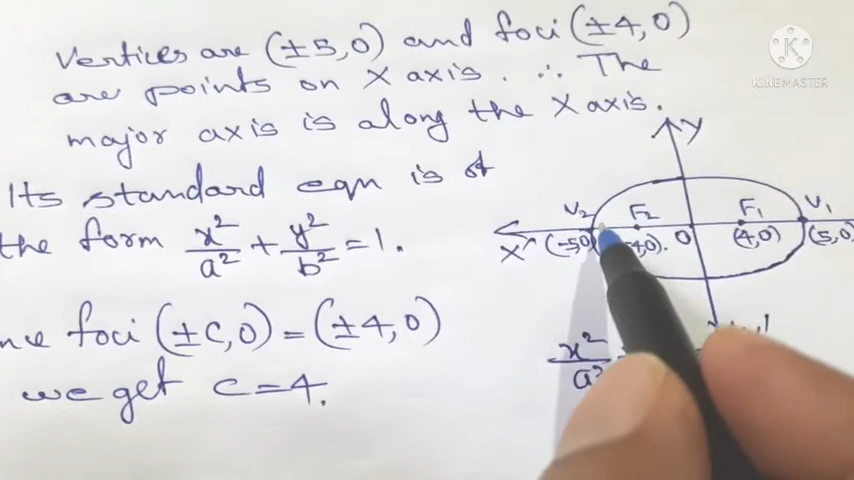 Vertices are (±5,0) and foci (±4,0)
are points on X axis. ∴ The
major axis is along the X axis.
Its standard eqn is of
the form x²/a² + y²/b² = 1.
foci (±C,0) = (±4,0)
we get c=4.
KINEMASTER
Y
V₂ F₂ F₁ V₁
X' (-5,0) -4,0). O (4,0) (5,0)
x²/a²